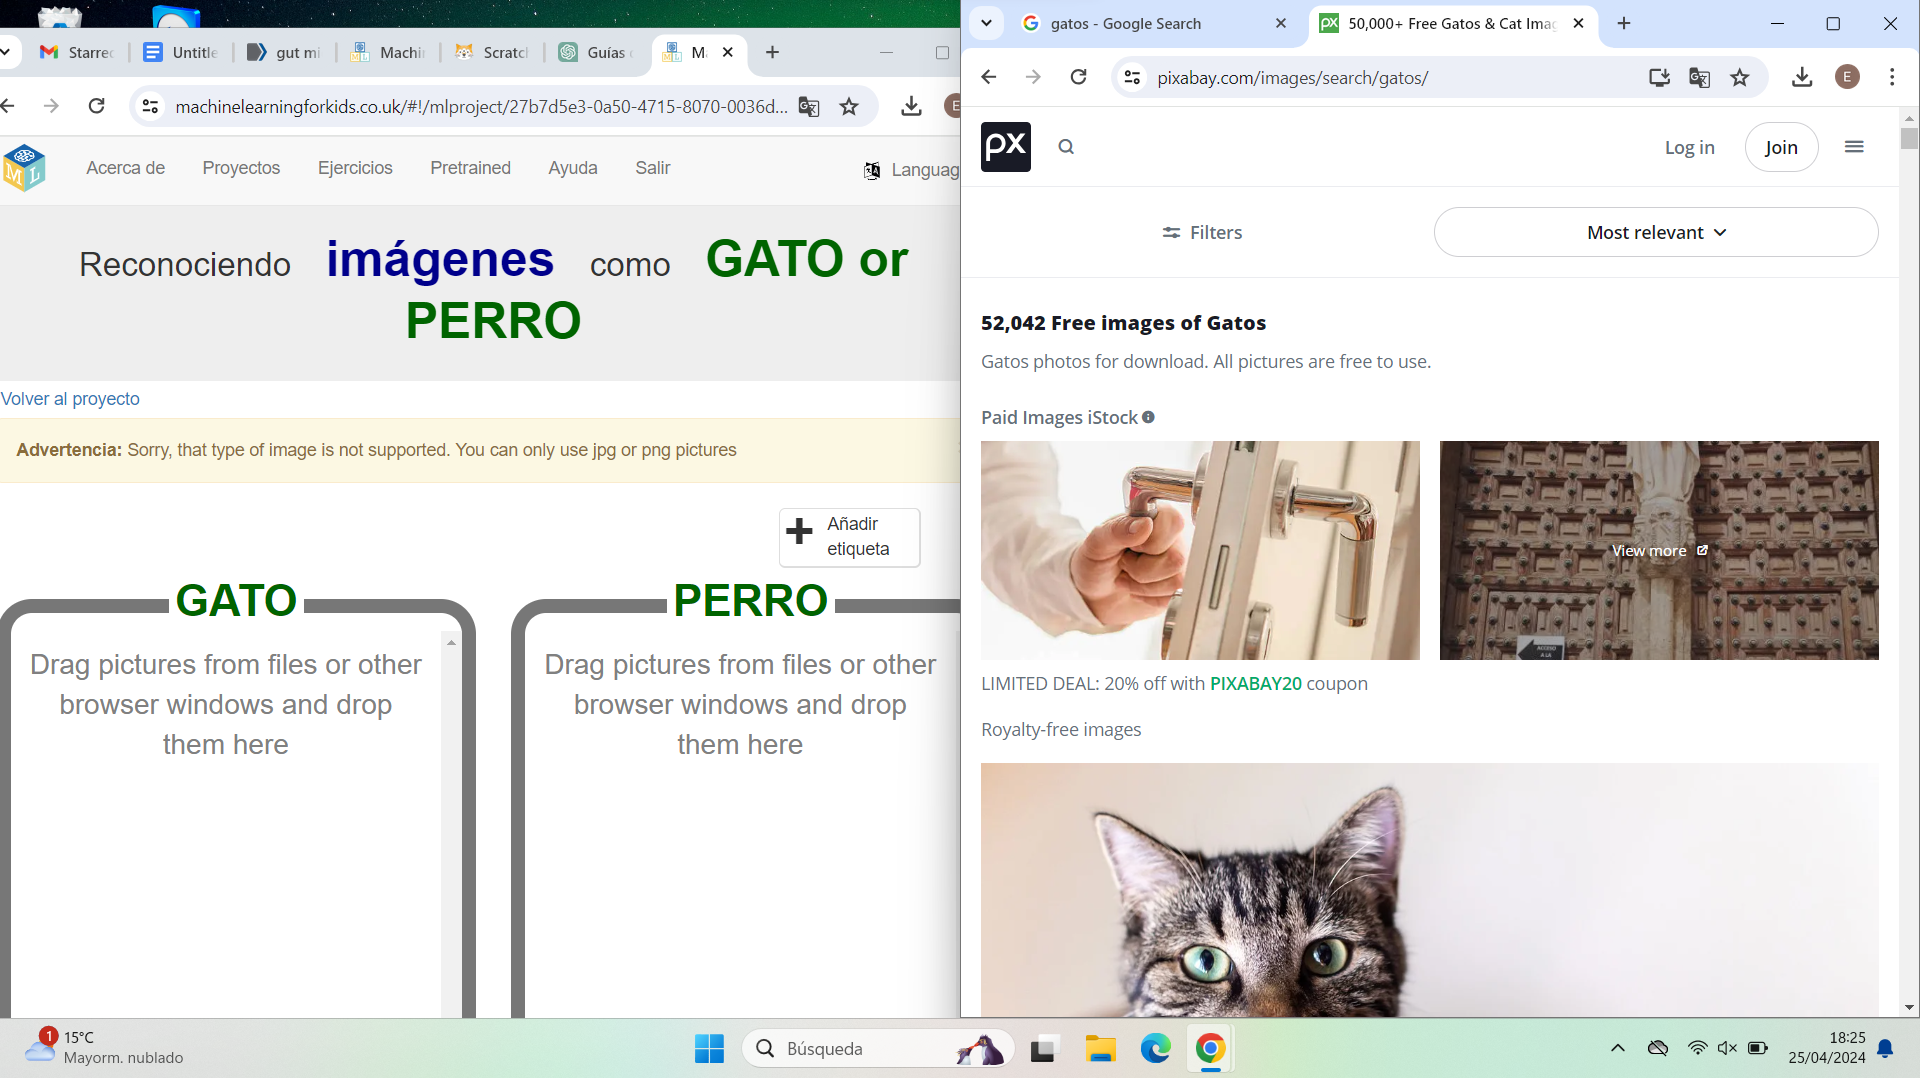 Starrec
Untitle
gut mi
Machi
Scratch
Guías
M
machinelearningforkids.co.uk/#!/mlproject/27b7d5e3-0a50-4715-8070-0036d...
E
ML
Acerca de
Proyectos
Ejercicios
Pretrained
Ayuda
Salir
Languag
Reconociendo imágenes como GATO or
PERRO
Volver al proyecto
Advertencia: Sorry, that type of image is not supported. You can only use jpg or png pictures
Añadir
etiqueta
GATO
Drag pictures from files or other
browser windows and drop
them here
PERRO
Drag pictures from files or other
browser windows and drop
them here
gatos - Google Search
50,000+ Free Gatos & Cat Imag
pixabay.com/images/search/gatos/
E
px
Log in
Join
Filters
Most relevant
52,042 Free images of Gatos
Gatos photos for download. All pictures are free to use.
Paid Images iStock
View more
ACCESO
A LA
LIMITED DEAL: 20% off with PIXABAY20 coupon
Royalty-free images
1
15°C
Mayorm. nublado
Búsqueda
18:25
25/04/2024